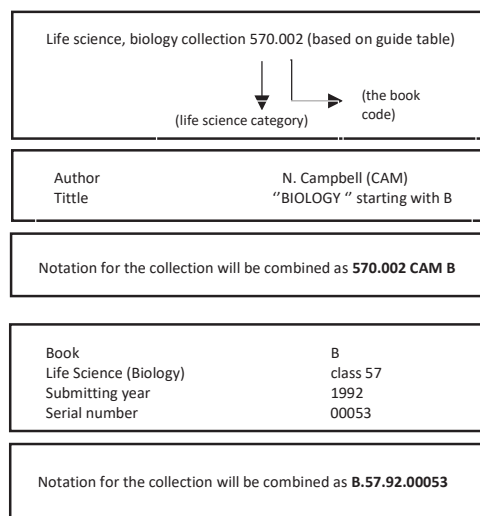 Life science, biology collection 570.002 (based on guide table)
(the book
code)
(life science category)
Author N. Campbell (CAM)
Tittle ‘’BIOLOGY ‘’ starting with B
Notation for the collection will be combined as 570.002 CAM B
Book B
Life Science (Biology) class 57
Submitting year 1992
Serial number 00053
Notation for the collection will be combined as B.57.92.00053